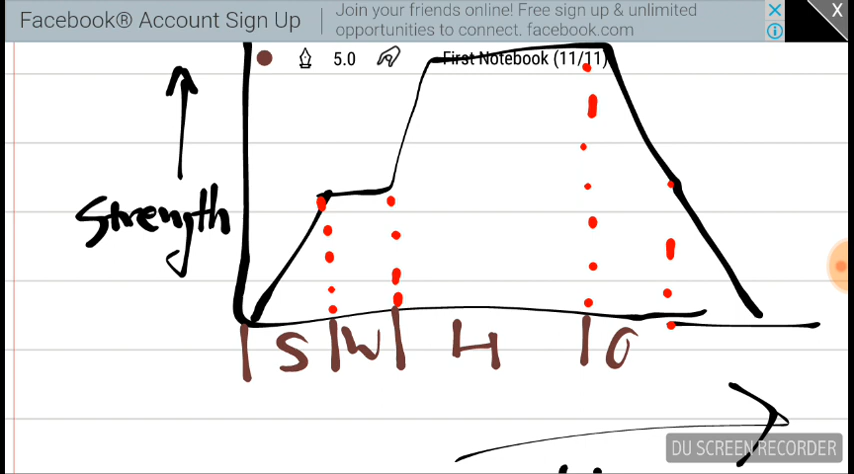 Facebook® Account Sign Up
Join your friends online! Free sign up & unlimited
opportunities to connect. facebook.com
X
5.0
First Notebook (11/11)
Strength
S W H O
DU SCREEN RECORDER